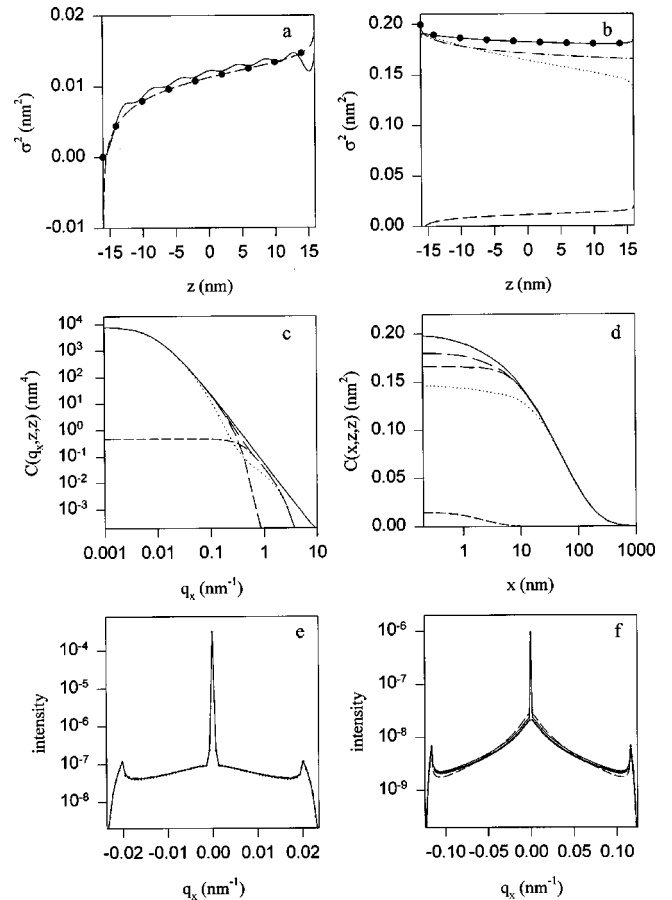 a
σ² (nm²)
0.02
0.01
0.00
-0.01
-15 -10 -5 0 5 10 15
z (nm)
b
σ² (nm²)
0.20
0.15
0.10
0.05
0.00
-15 -10 -5 0 5 10 15
z (nm)
c
C(qₓ,z,z) (nm⁴)
10⁴
10³
10²
10¹
10⁰
10⁻¹
10⁻²
10⁻³
0.001 0.01 0.1 1 10
qₓ (nm⁻¹)
d
C(x,z,z) (nm²)
0.20
0.15
0.10
0.05
0.00
1 10 100 1000
x (nm)
e
intensity
10⁻⁴
10⁻⁵
10⁻⁶
10⁻⁷
10⁻⁸
-0.02 -0.01 0.00 0.01 0.02
qₓ (nm⁻¹)
f
intensity
10⁻⁶
10⁻⁷
10⁻⁸
10⁻⁹
-0.10 -0.05 0.00 0.05 0.10
qₓ (nm⁻¹)